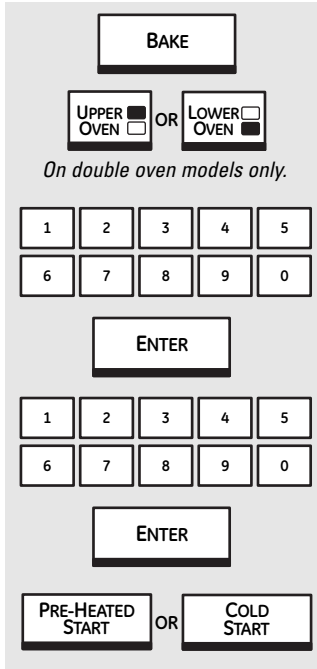 BAKE
UPPER OVEN OR LOWER OVEN
On double oven models only.
1 2 3 4 5
6 7 8 9 0
ENTER
1 2 3 4 5
6 7 8 9 0
ENTER
PRE-HEATED START OR COLD START